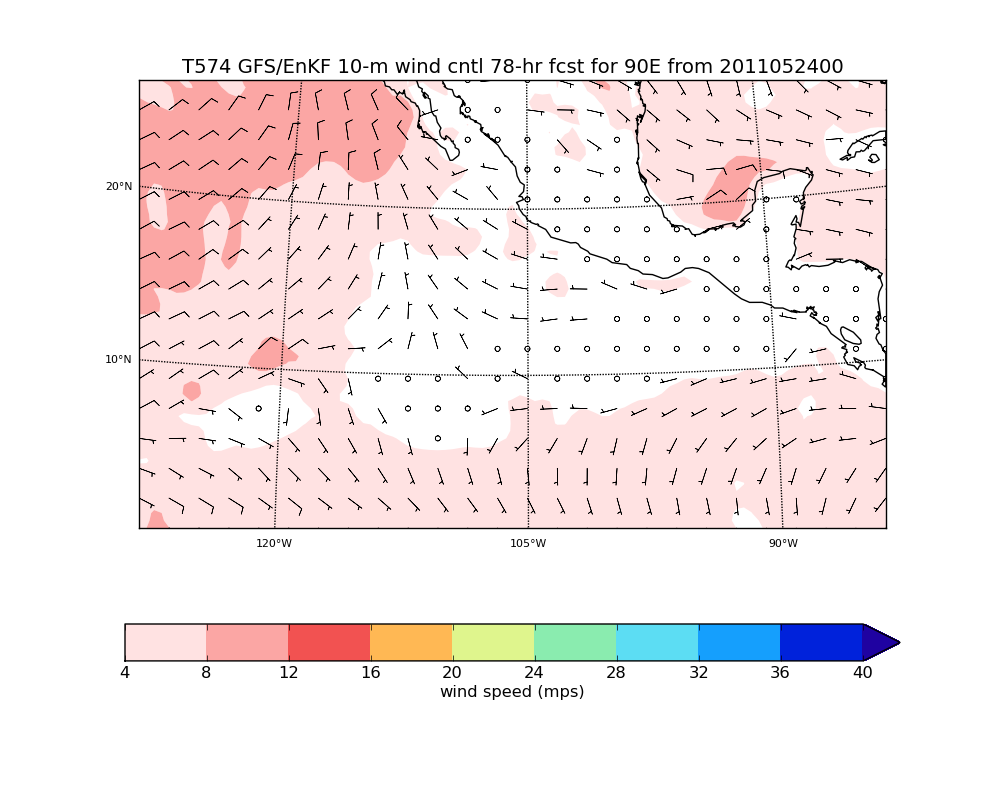 T574 GFS/EnKF 10-m wind cntl 78-hr fcst for 90E from 2011052400
20°N
10°N
120°W 105°W 90°W
4 8 12 16 20 24 28 32 36 40
wind speed (mps)